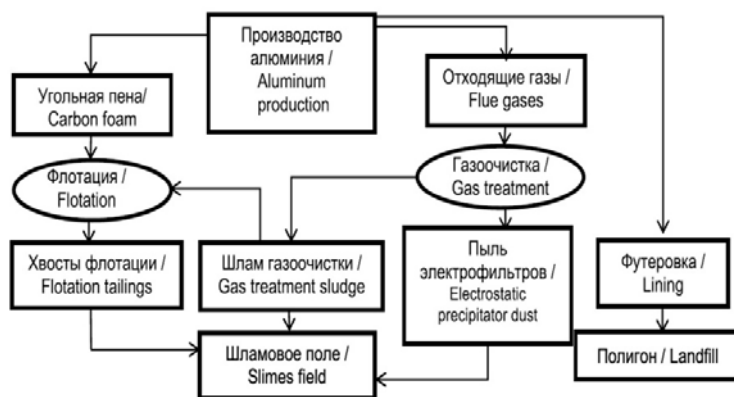 Производство
алюминия /
Aluminum
production
Угольная пена/
Carbon foam
Отходящие газы /
Flue gases
Флотация /
Flotation
Газоочистка /
Gas treatment
Хвосты флотации /
Flotation tailings
Шлам газоочистки /
Gas treatment sludge
Пыль
электрофильтров /
Electrostatic
precipitator dust
Футеровка /
Lining
Шламовое поле /
Slimes field
Полигон / Landfill